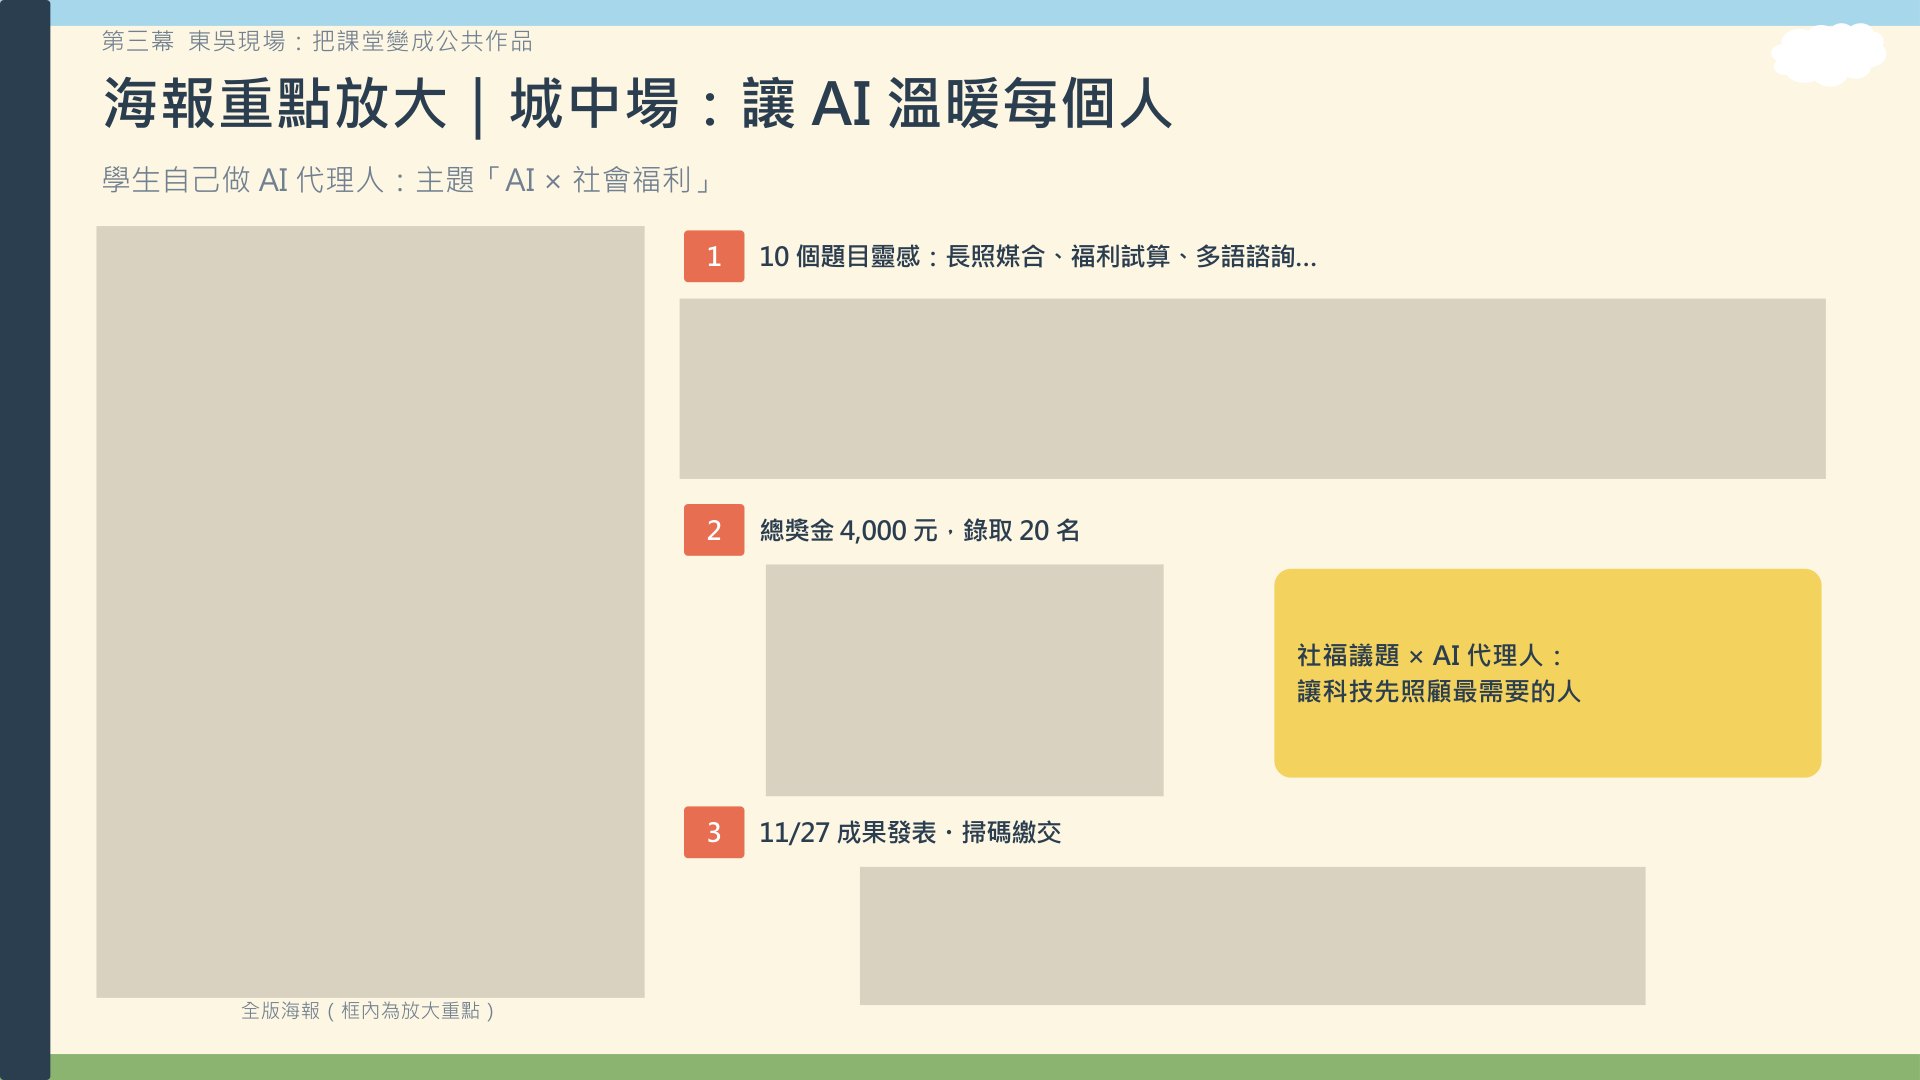 第三幕 東吳現場：把課堂變成公共作品
海報重點放大｜城中場：讓 AI 溫暖每個人
學生自己做 AI 代理人：主題「AI × 社會福利」
1 10 個題目靈感：長照媒合、福利試算、多語諮詢…
2 總獎金 4,000 元・錄取 20 名
社福議題 × AI 代理人：
讓科技先照顧最需要的人
3 11/27 成果發表・掃碼繳交
全版海報（框內為放大重點）